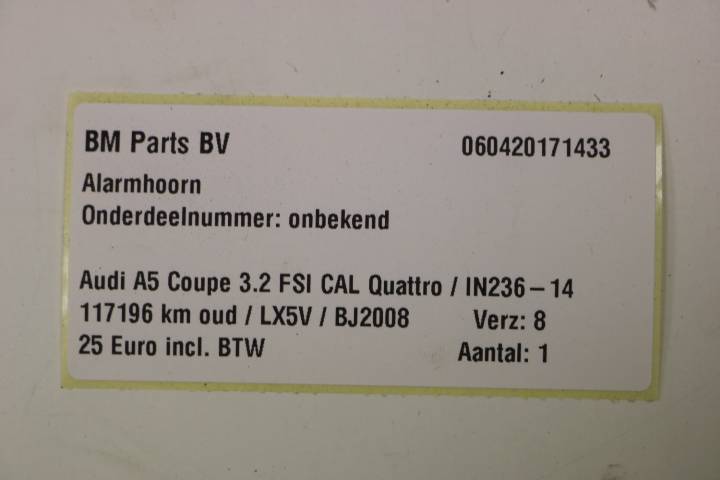 BM Parts BV 060420171433
Alarmhoorn
Onderdeelnummer: onbekend
Audi A5 Coupe 3.2 FSI CAL Quattro / IN236-14
117196 km oud / LX5V / BJ2008 Verz: 8
25 Euro incl. BTW Aantal: 1